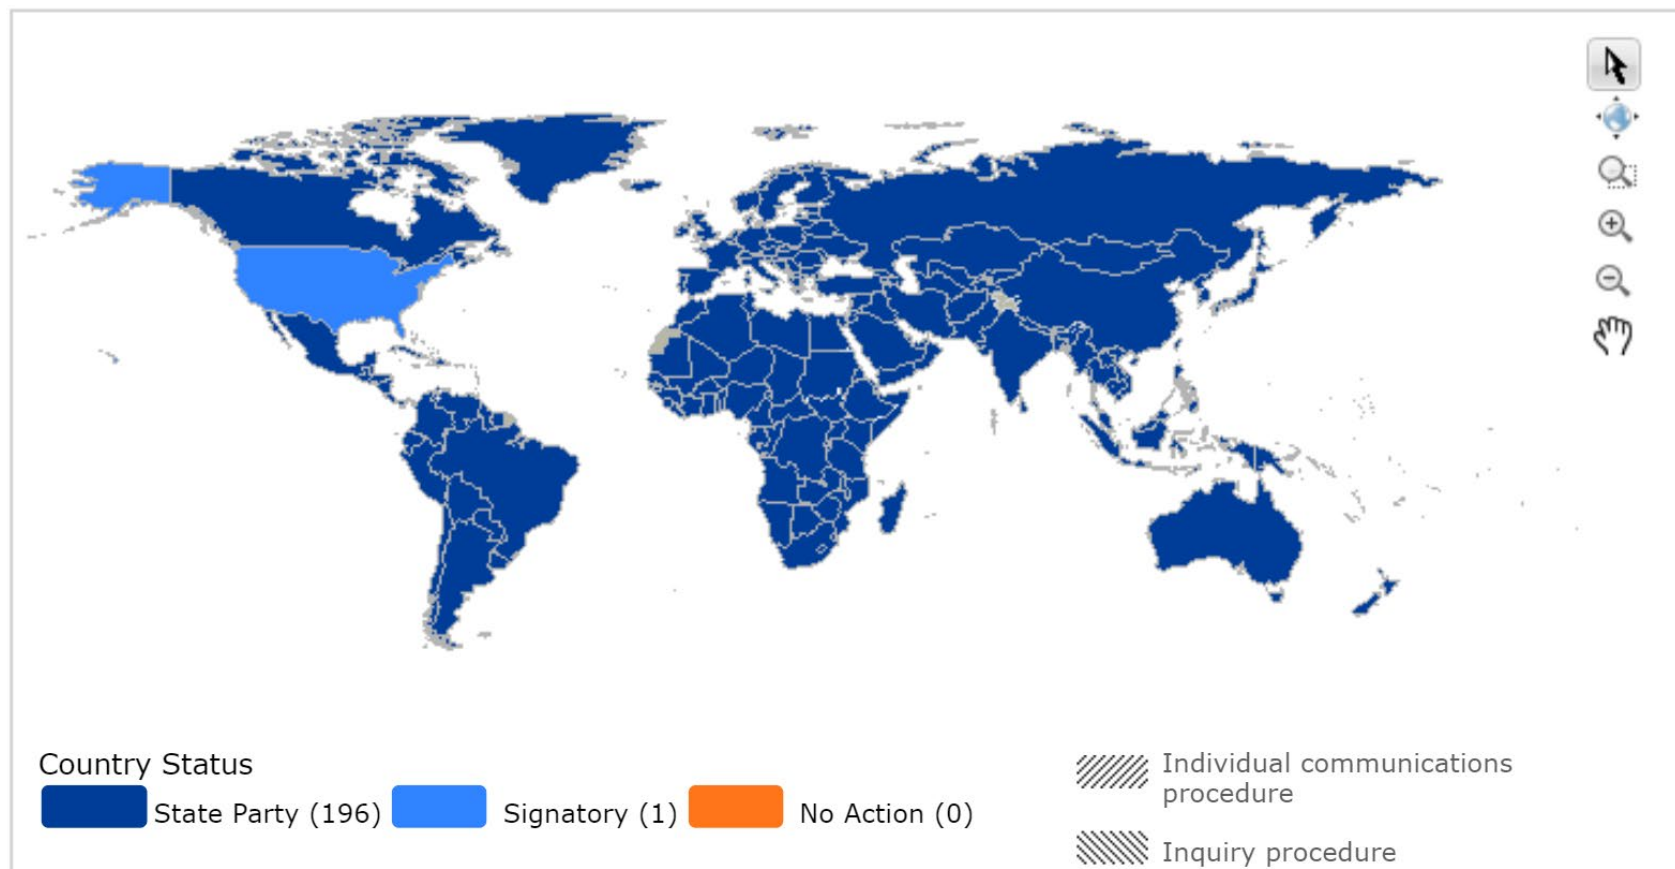 Country Status
State Party (196)
Signatory (1)
No Action (0)
Individual communications
procedure
Inquiry procedure